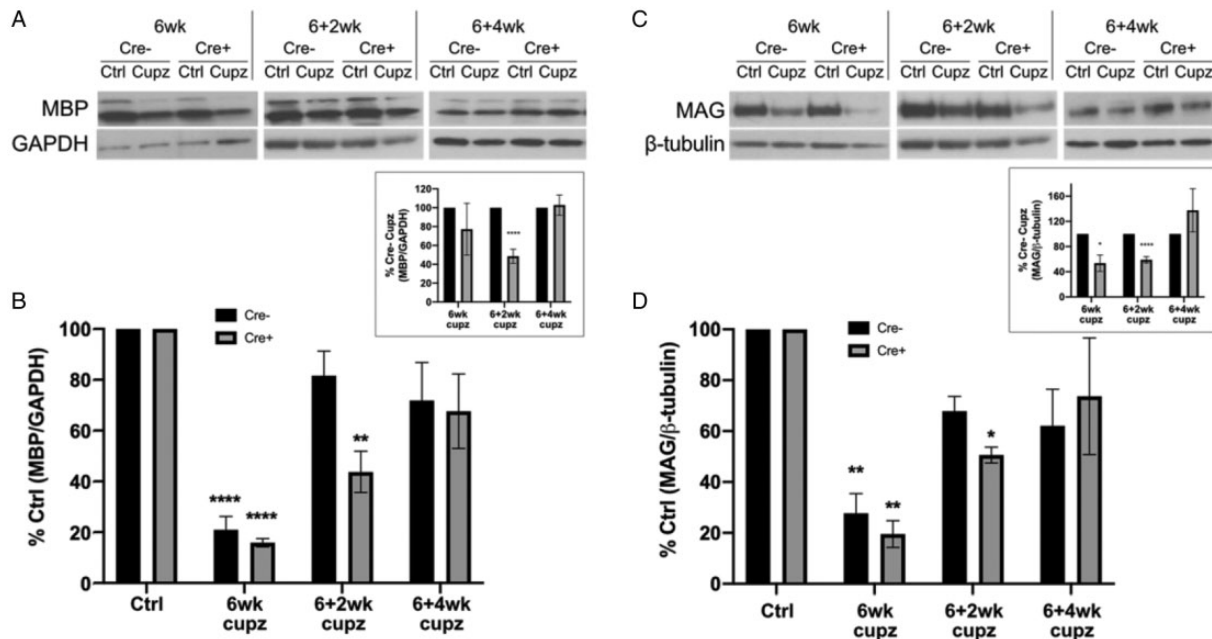 A
6wk 6+2wk 6+4wk
Cre- Cre+ Cre- Cre+ Cre- Cre+
Ctrl Cupz Ctrl Cupz Ctrl Cupz Ctrl Cupz Ctrl Cupz Ctrl Cupz
MBP
GAPDH
% Cre- Cupz
(MBP/GAPDH)
120
100
80
60
40
20
0
****
6wk
cupz
6+2wk
cupz
6+4wk
cupz
B
% Ctrl (MBP/GAPDH)
100
80
60
40
20
0
Cre-
Cre+
**** **** **
Ctrl
6wk
cupz
6+2wk
cupz
6+4wk
cupz
C
6wk 6+2wk 6+4wk
Cre- Cre+ Cre- Cre+ Cre- Cre+
Ctrl Cupz Ctrl Cupz Ctrl Cupz Ctrl Cupz Ctrl Cupz Ctrl Cupz
MAG
β-tubulin
% Cre- Cupz
(MAG/β-tubulin)
160
120
80
40
0
* ****
6wk
cupz
6+2wk
cupz
6+4wk
cupz
D
% Ctrl (MAG/β-tubulin)
100
80
60
40
20
0
Cre-
Cre+
** ** *
Ctrl
6wk
cupz
6+2wk
cupz
6+4wk
cupz